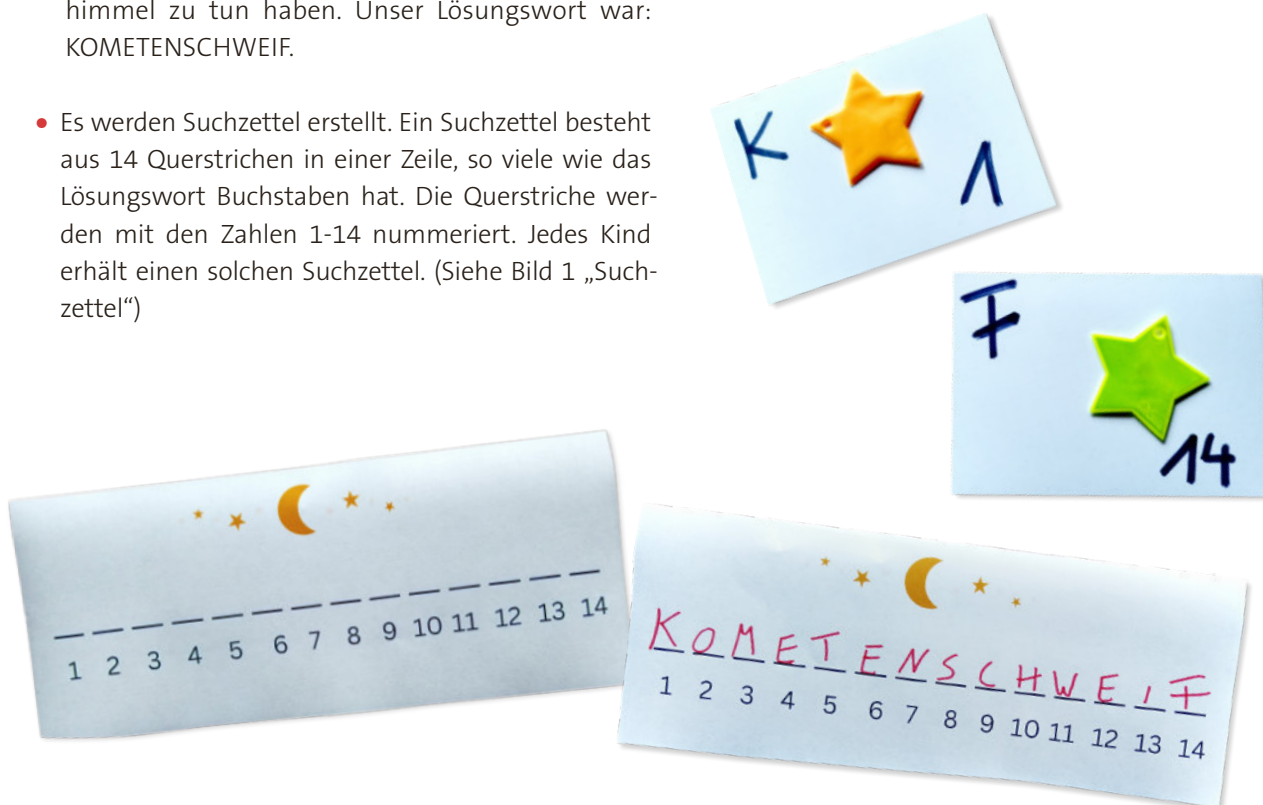 himmel zu tun haben. Unser Lösungswort war:
KOMETENSCHWEIF.
• Es werden Suchzettel erstellt. Ein Suchzettel besteht
aus 14 Querstrichen in einer Zeile, so viele wie das
Lösungswort Buchstaben hat. Die Querstriche wer-
den mit den Zahlen 1-14 nummeriert. Jedes Kind
erhält einen solchen Suchzettel. (Siehe Bild 1 „Such-
zettel“)
K
1
F
14
1 2 3 4 5 6 7 8 9 10 11 12 13 14
KOMETENSCHWEIF
1 2 3 4 5 6 7 8 9 10 11 12 13 14